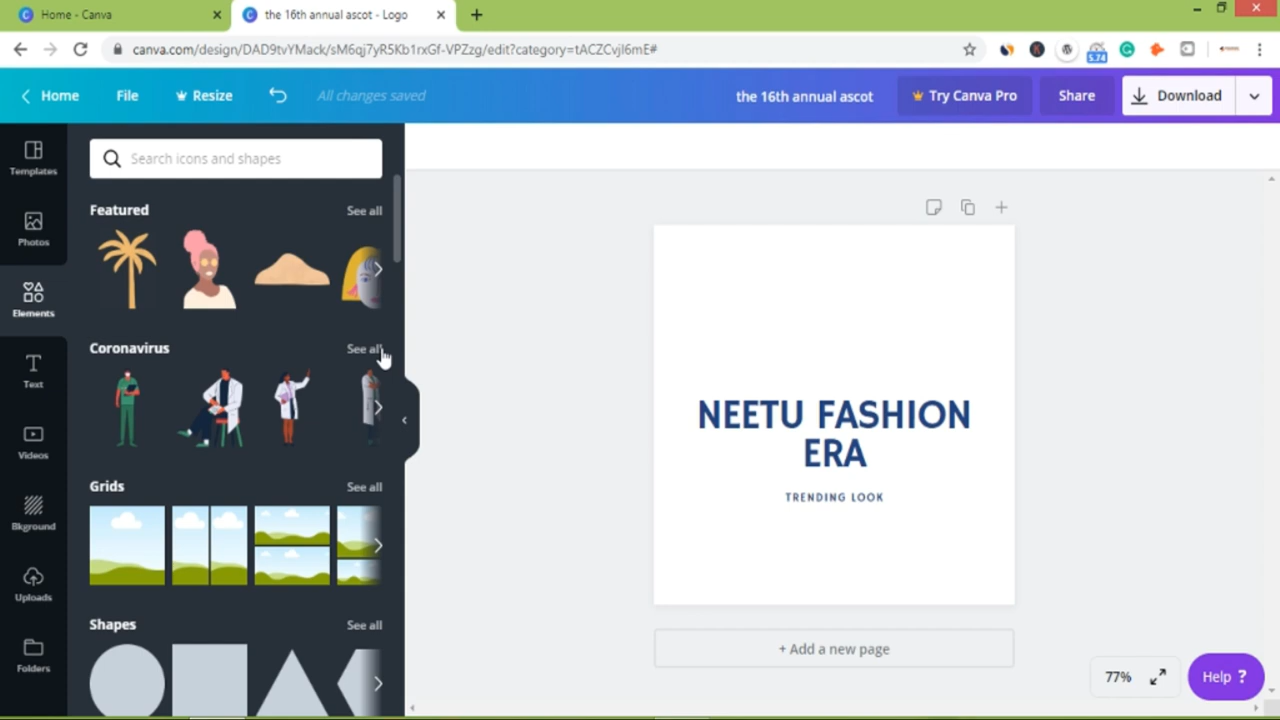 Home - Canva
the 16th annual ascot - Logo
canva.com/design/DAD9tvYMack/sM6qj7yR5Kb1rxGf-VPZzg/edit?category=tACZCvjI6mE#
5.74
Home
File
Resize
All changes saved
the 16th annual ascot
Try Canva Pro
Share
Download
Templates
Photos
Elements
Text
Videos
Bkground
Uploads
Folders
Search icons and shapes
Featured
See all
Coronavirus
See all
Grids
See all
Shapes
See all
NEETU FASHION
ERA
TRENDING LOOK
+ Add a new page
77%
Help ?